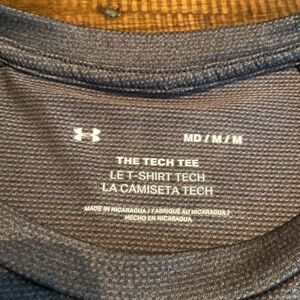 MD / M / M
THE TECH TEE
LE T-SHIRT TECH
LA CAMISETA TECH
MADE IN NICARAGUA / FABRIQUÉ AU NICARAGUA /
HECHO EN NICARAGUA